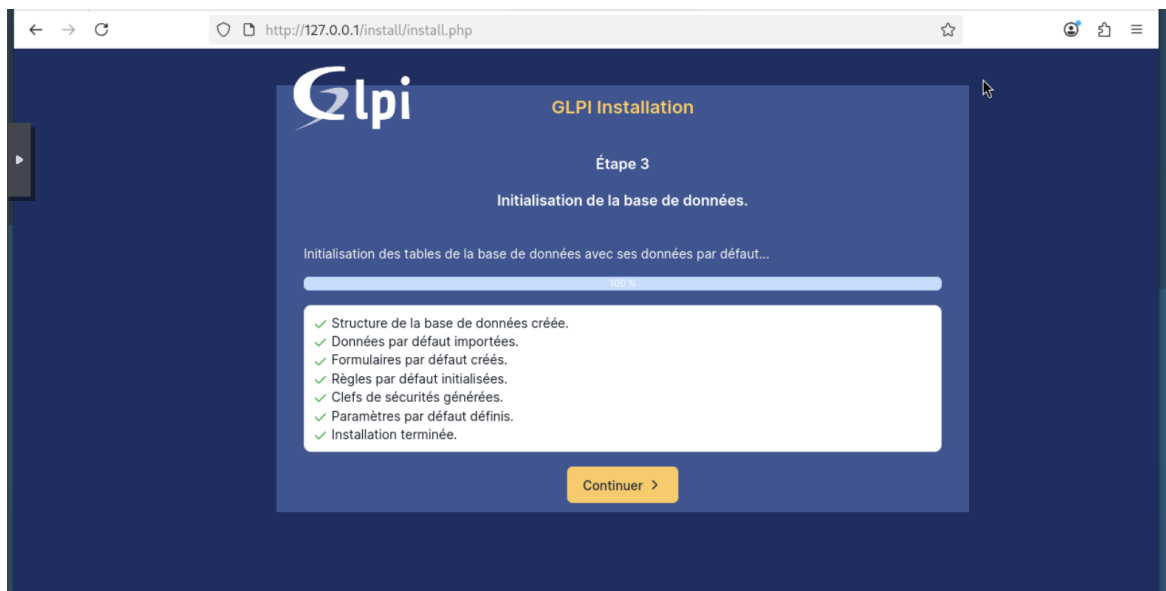 http://127.0.0.1/install/install.php
Glpi
GLPI Installation
Étape 3
Initialisation de la base de données.
Initialisation des tables de la base de données avec ses données par défaut...
100 %
Structure de la base de données créée.
Données par défaut importées.
Formulaires par défaut créés.
Règles par défaut initialisées.
Clefs de sécurités générées.
Paramètres par défaut définis.
Installation terminée.
Continuer